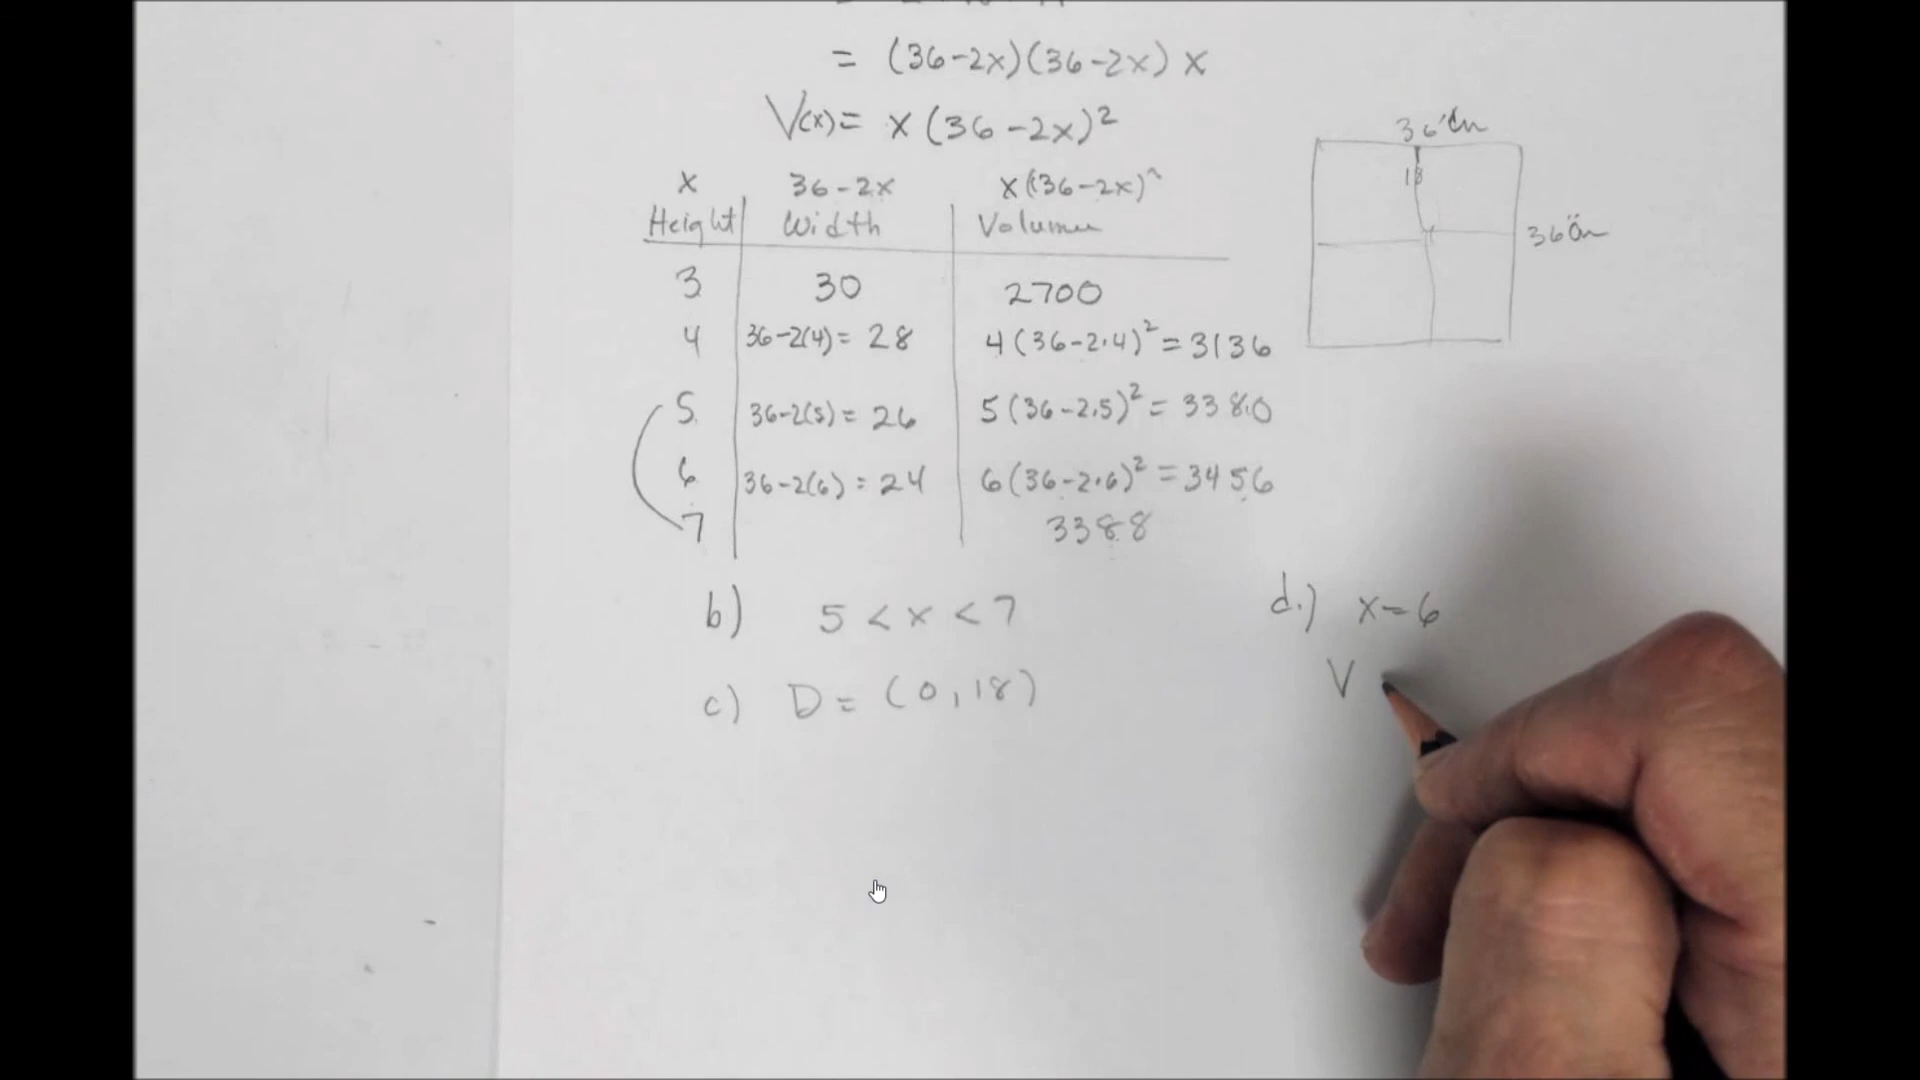 = (36-2x)(36-2x) x
V(x) = x(36-2x)²
x 36-2x x(36-2x)²
Height Width Volume
3 30 2700
4 36-2(4) = 28 4(36-2·4)² = 3136
5 36-2(5) = 26 5(36-2·5)² = 3380
6 36-2(6) = 24 6(36-2·6)² = 3456
7 3388
36 in
18
36 in
b) 5 < x < 7
c) D = (0, 18)
d.) x = 6
V